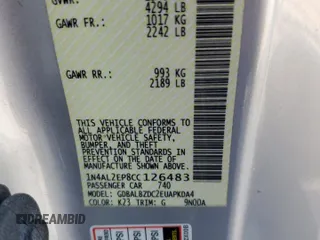 GVWR: 4294 LB
GAWR FR.: 1017 KG
2242 LB
GAWR RR.: 993 KG
2189 LB
THIS VEHICLE CONFORMS TO ALL
APPLICABLE FEDERAL MOTOR
VEHICLE SAFETY,
BUMPER, AND THEFT
PREVENTION STANDARDS
IN EFFECT ON THE DATE OF
MANUFACTURE SHOWN ABOVE.
1N4AL2EP8CC126483
PASSENGER CAR 740
MODEL: GDBALBZDCZEUAPKDA4
COLOR: K23 TRIM: G 9N00A